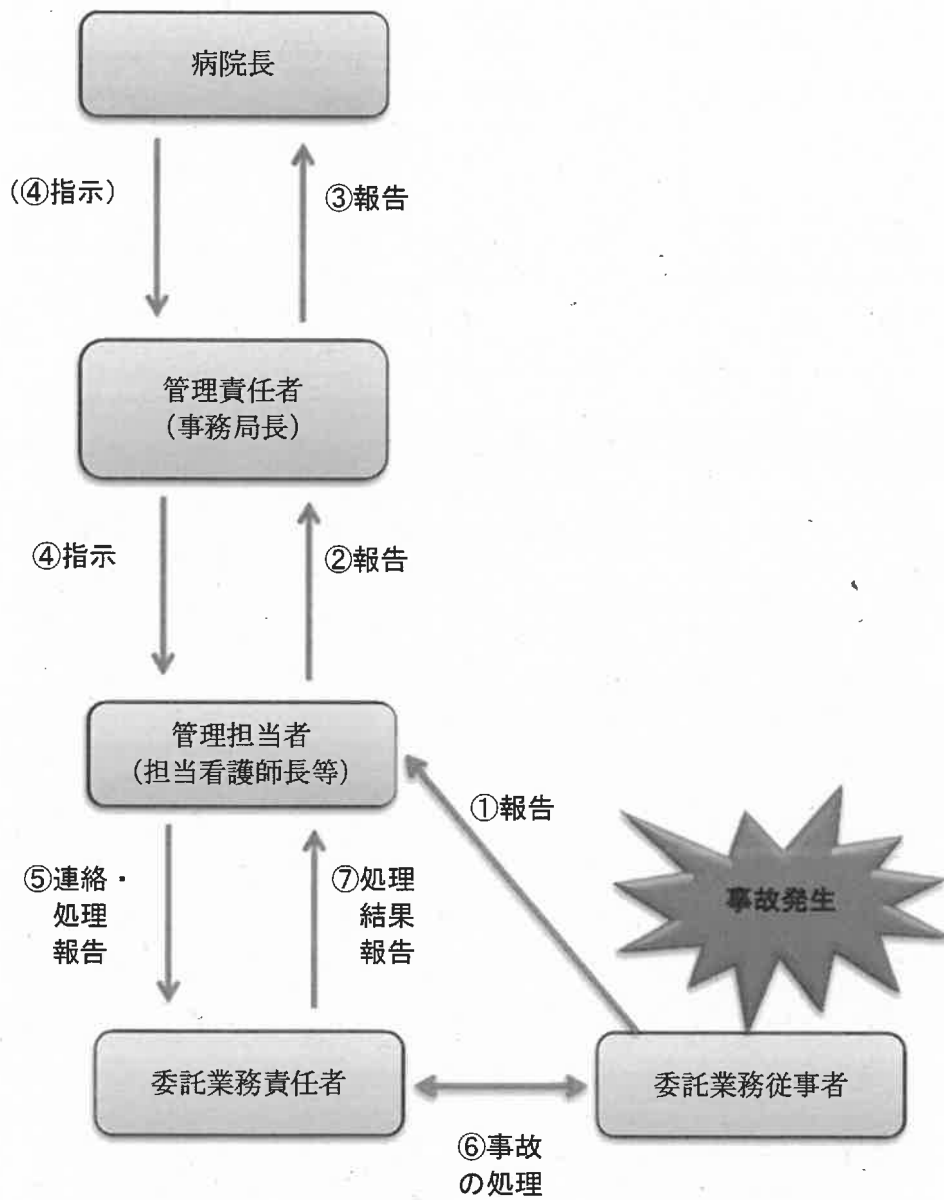 病院長
(④指示)
③報告
管理責任者
(事務局長)
④指示
②報告
管理担当者
(担当看護師長等)
①報告
⑤連絡・
処理
報告
⑦処理
結果
報告
事故発生
委託業務責任者
委託業務従事者
⑥事故
の処理